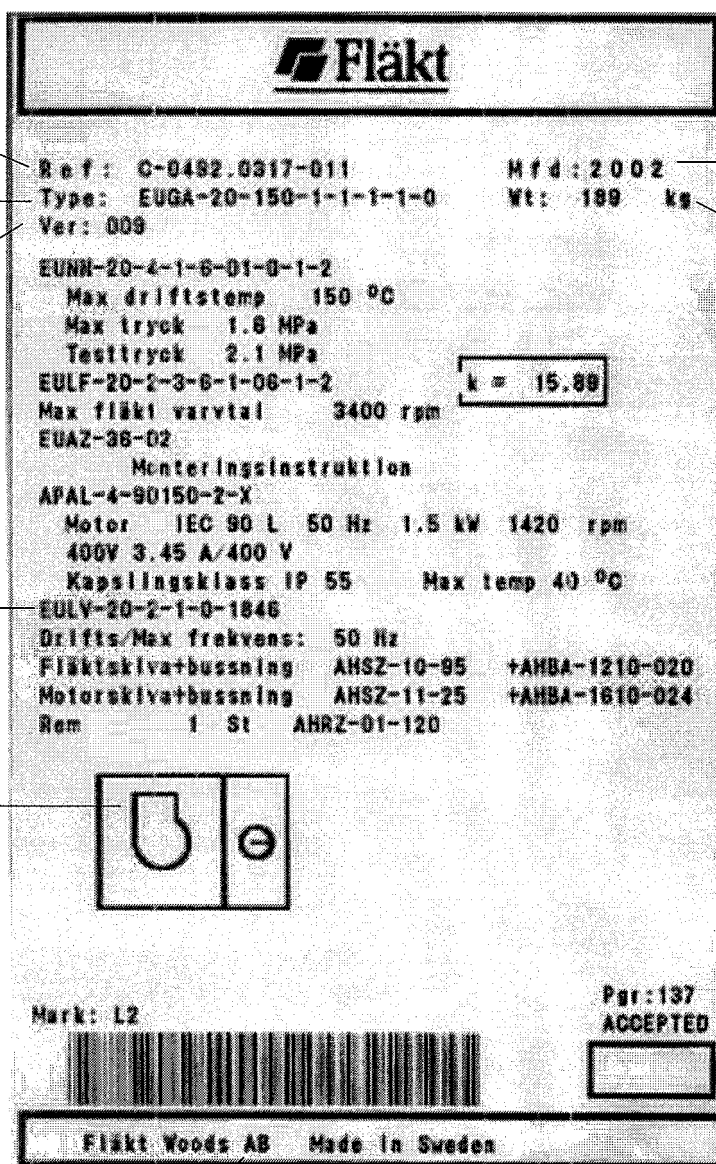 Fläkt
Ref: C-0492.0317-011 Mfd:2002
Type: EUGA-20-150-1-1-1-1-0 Wt: 189 kg
Ver: 009
EUNN-20-4-1-6-01-0-1-2
Max driftstemp 150 °C
Max tryck 1.6 MPa
Testtryck 2.1 MPa
EULF-20-2-3-6-1-06-1-2 k = 15.89
Max fläkt varvtal 3400 rpm
EUAZ-36-02
Monteringsinstruktion
APAL-4-90150-2-X
Motor IEC 90 L 50 Hz 1.5 kW 1420 rpm
400V 3.45 A/400 V
Kapslingsklass IP 55 Max temp 40 °C
EULV-20-2-1-0-1846
Drifts/Max frekvens: 50 Hz
Fläktskiva+bussning AHSZ-10-95 +AHBA-1210-020
Motorskiva+bussning AHSZ-11-25 +AHBA-1610-024
Rem 1 St AHRZ-01-120
Mark: L2
Pgr:137
ACCEPTED
Fläkt Woods AB Made in Sweden